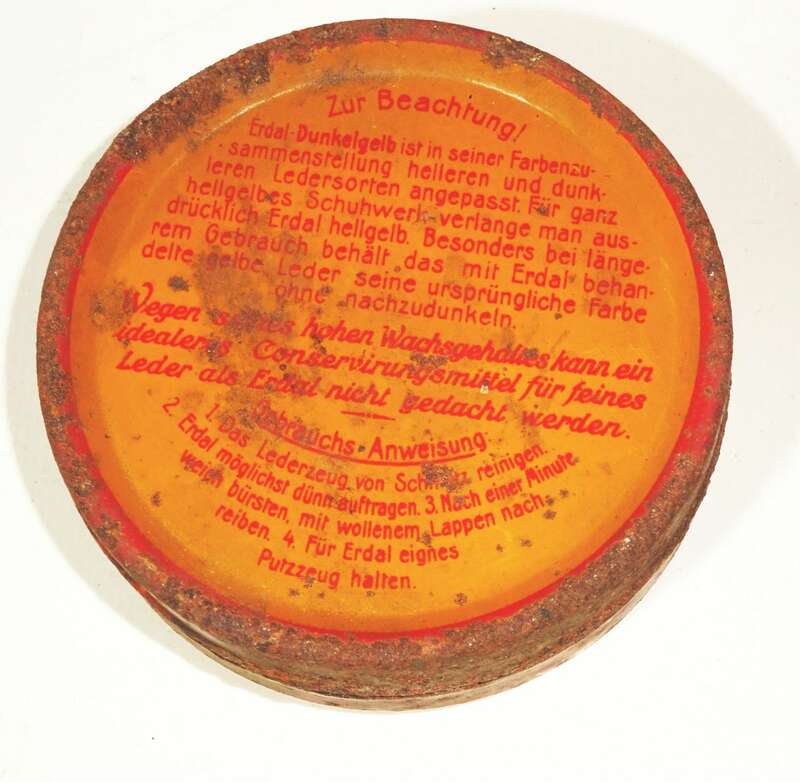 Zur Beachtung!
Erdal-Dunkelgelb ist in seiner Farbenzu-
-sammenstellung helleren und dunk-
leren Ledersorten angepasst. Für ganz
hellgelbes Schuhwerk verlange man aus-
drücklich Erdal hellgelb. Besonders bei länge-
rem Gebrauch behält das mit Erdal behan-
delte gelbe Leder seine ursprüngliche Farbe
ohne nachzudunkeln.
Wegen seines hohen Wachsgehaltes kann ein
idealeres Conservirungsmittel für feines
Leder als Erdal nicht gedacht werden.
Gebrauchs-Anweisung
1. Das Lederzeug von Schmutz reinigen.
2. Erdal möglichst dünn auftragen. 3. Nach einer Minute
weich bürsten, mit wollenem Lappen nach-
reiben. 4. Für Erdal eignes
Putzzeug halten.